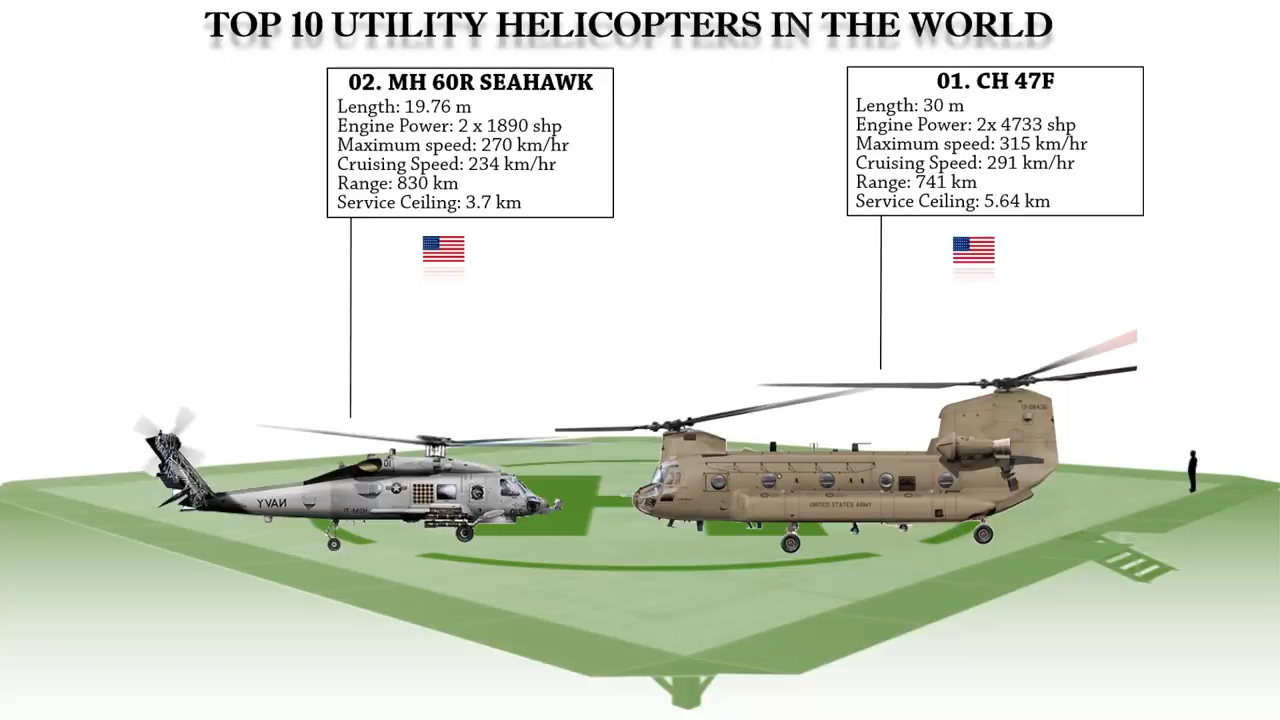 TOP 10 UTILITY HELICOPTERS IN THE WORLD
02. MH 60R SEAHAWK
Length: 19.76 m
Engine Power: 2 x 1890 shp
Maximum speed: 270 km/hr
Cruising Speed: 234 km/hr
Range: 830 km
Service Ceiling: 3.7 km
01. CH 47F
Length: 30 m
Engine Power: 2x 4733 shp
Maximum speed: 315 km/hr
Cruising Speed: 291 km/hr
Range: 741 km
Service Ceiling: 5.64 km
NAVY
UNITED STATES ARMY